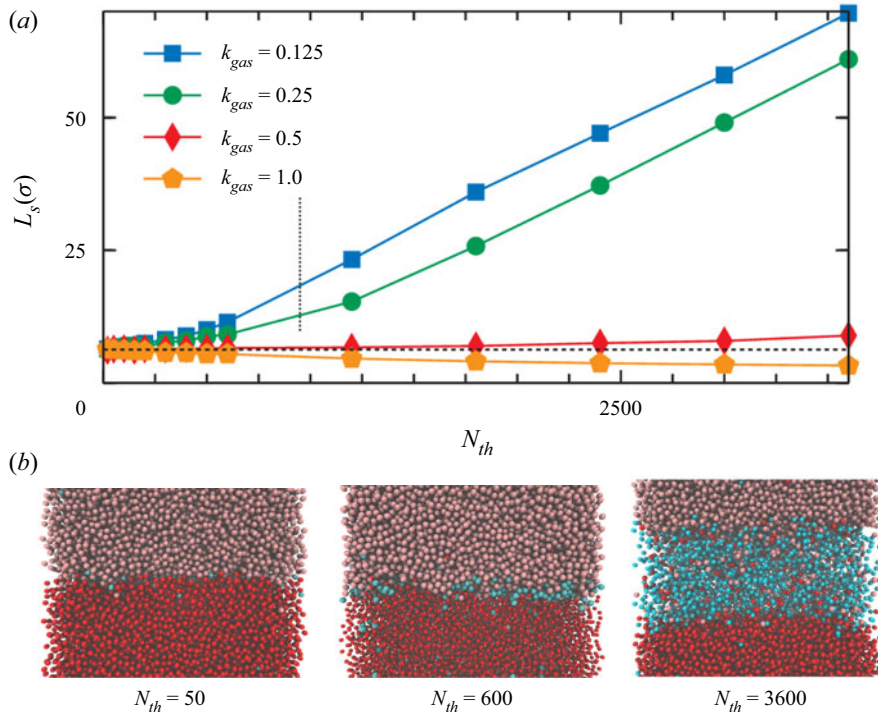 (a)
k_gas = 0.125
k_gas = 0.25
k_gas = 0.5
k_gas = 1.0
L_s(σ)
50
25
0
2500
N_th
(b)
N_th = 50
N_th = 600
N_th = 3600